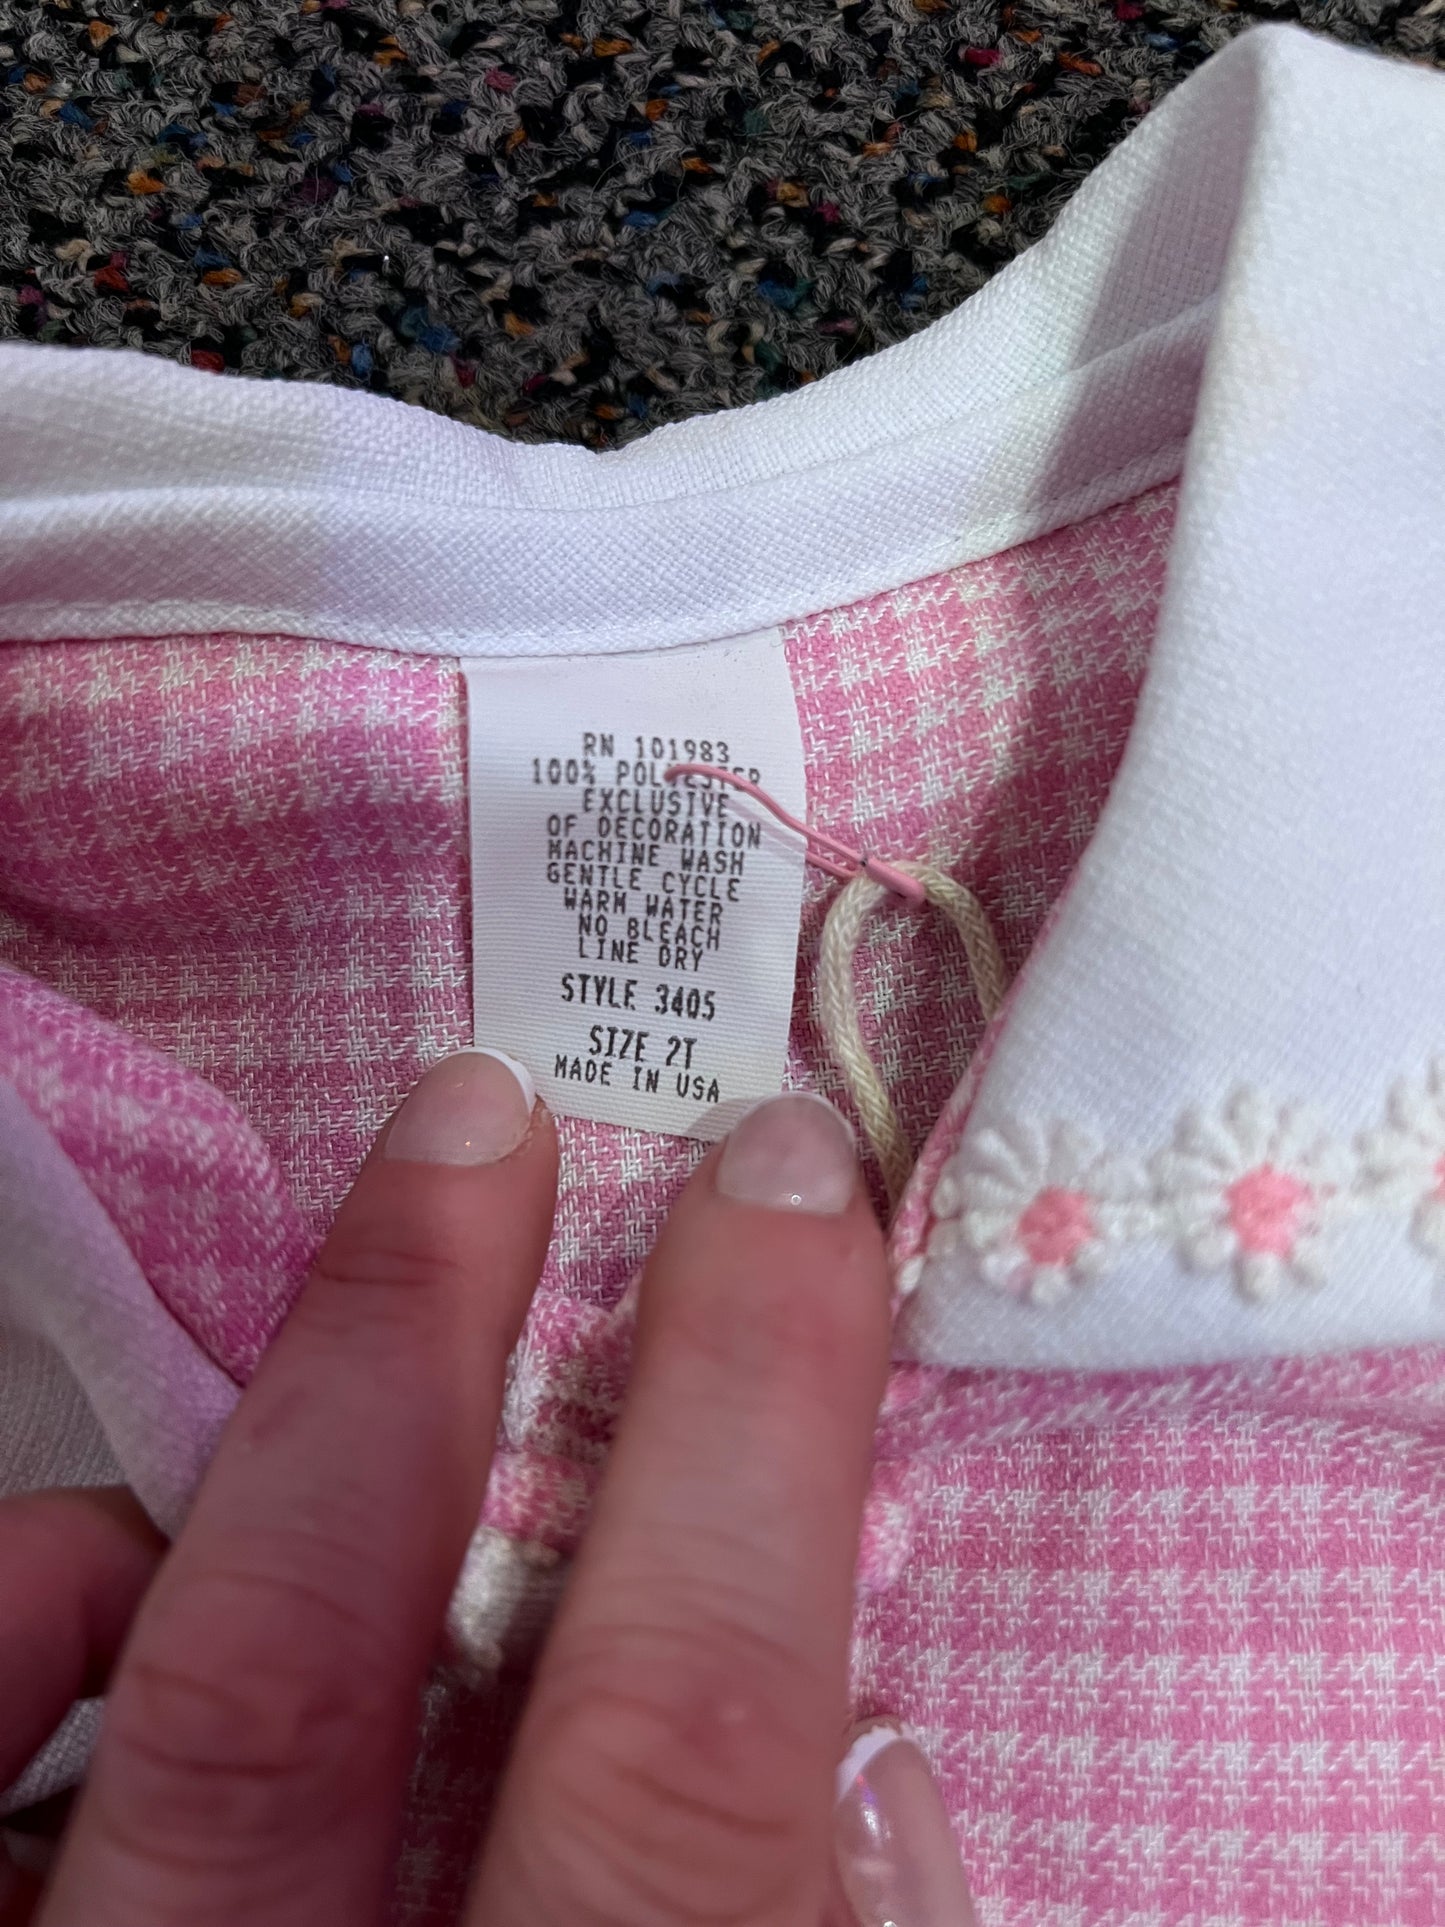 RN 101983
100% POLYESTER
EXCLUSIVE
OF DECORATION
MACHINE WASH
GENTLE CYCLE
WARM WATER
NO BLEACH
LINE DRY
STYLE 3405
SIZE 2T
MADE IN USA